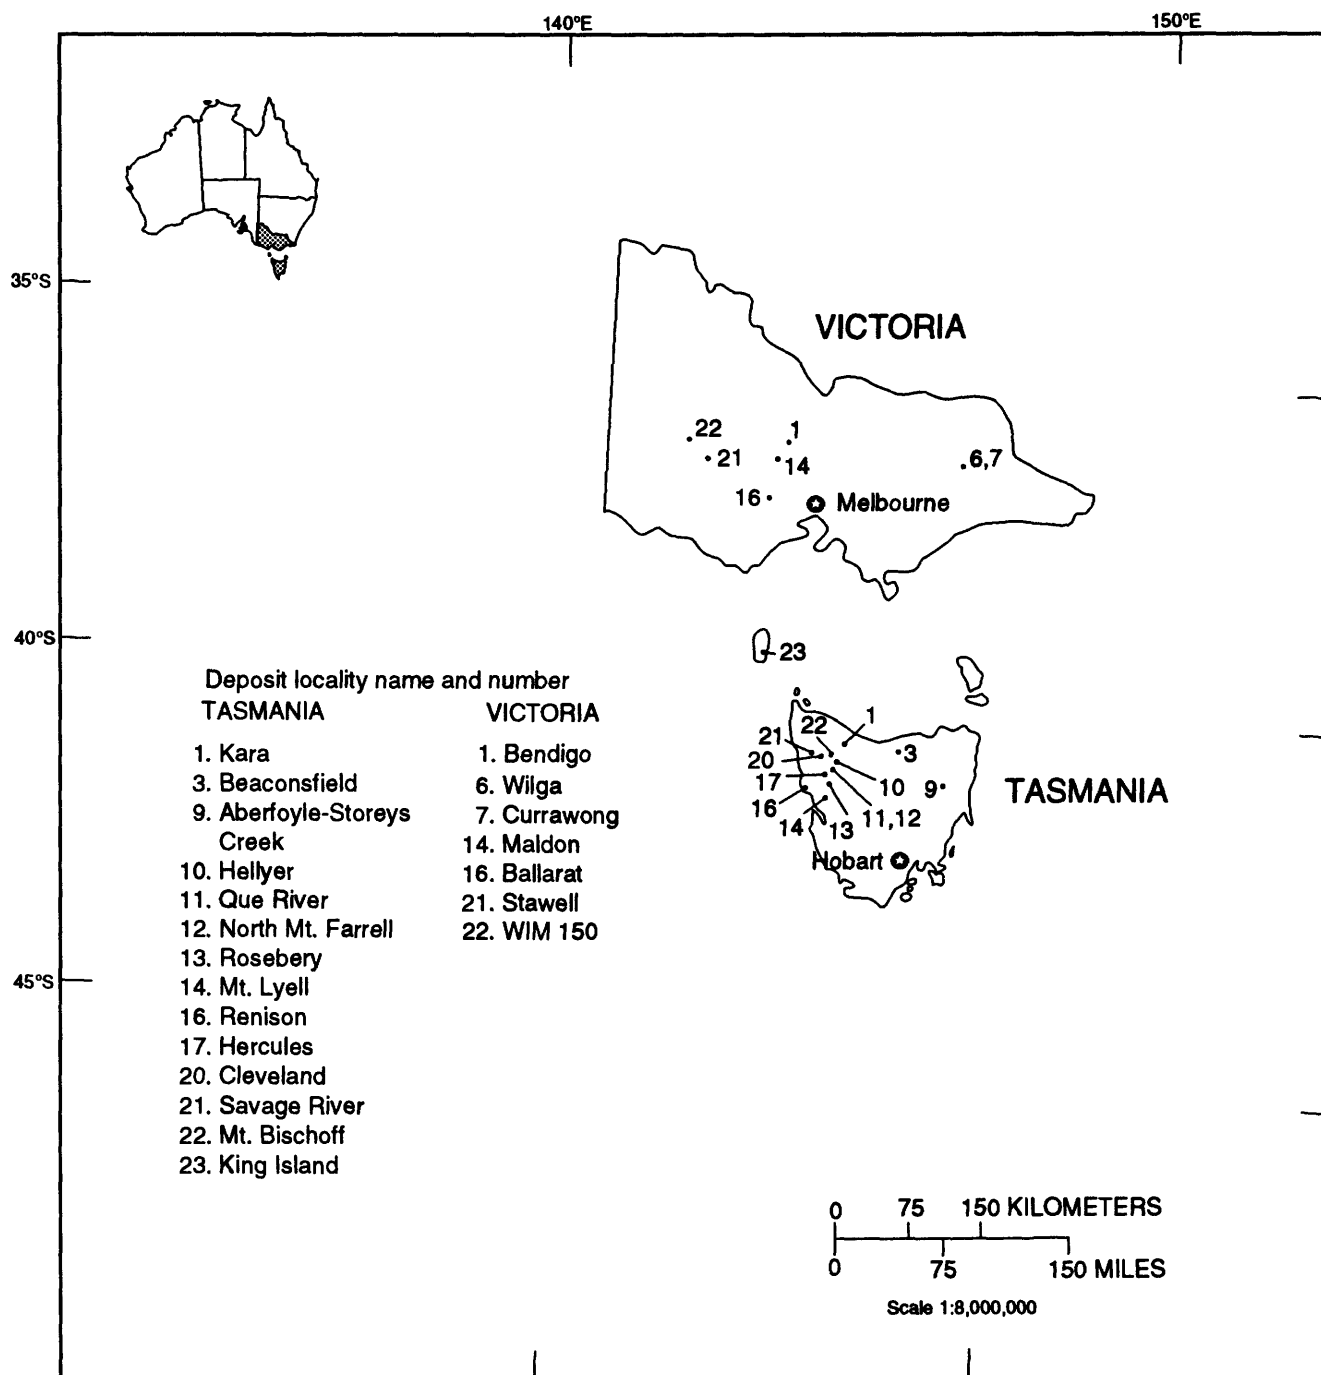 140°E
150°E
35°S
VICTORIA
22
1
21
14
6,7
16
Melbourne
40°S
23
Deposit locality name and number
TASMANIA
VICTORIA
1. Kara
3. Beaconsfield
9. Aberfoyle-Storeys
Creek
10. Hellyer
11. Que River
12. North Mt. Farrell
13. Rosebery
14. Mt. Lyell
16. Renison
17. Hercules
20. Cleveland
21. Savage River
22. Mt. Bischoff
23. King Island
1. Bendigo
6. Wilga
7. Currawong
14. Maldon
16. Ballarat
21. Stawell
22. WIM 150
1
22
21
3
20
17
10
9
TASMANIA
16
14
13
11,12
Hobart
45°S
0 75 150 KILOMETERS
0 75 150 MILES
Scale 1:8,000,000